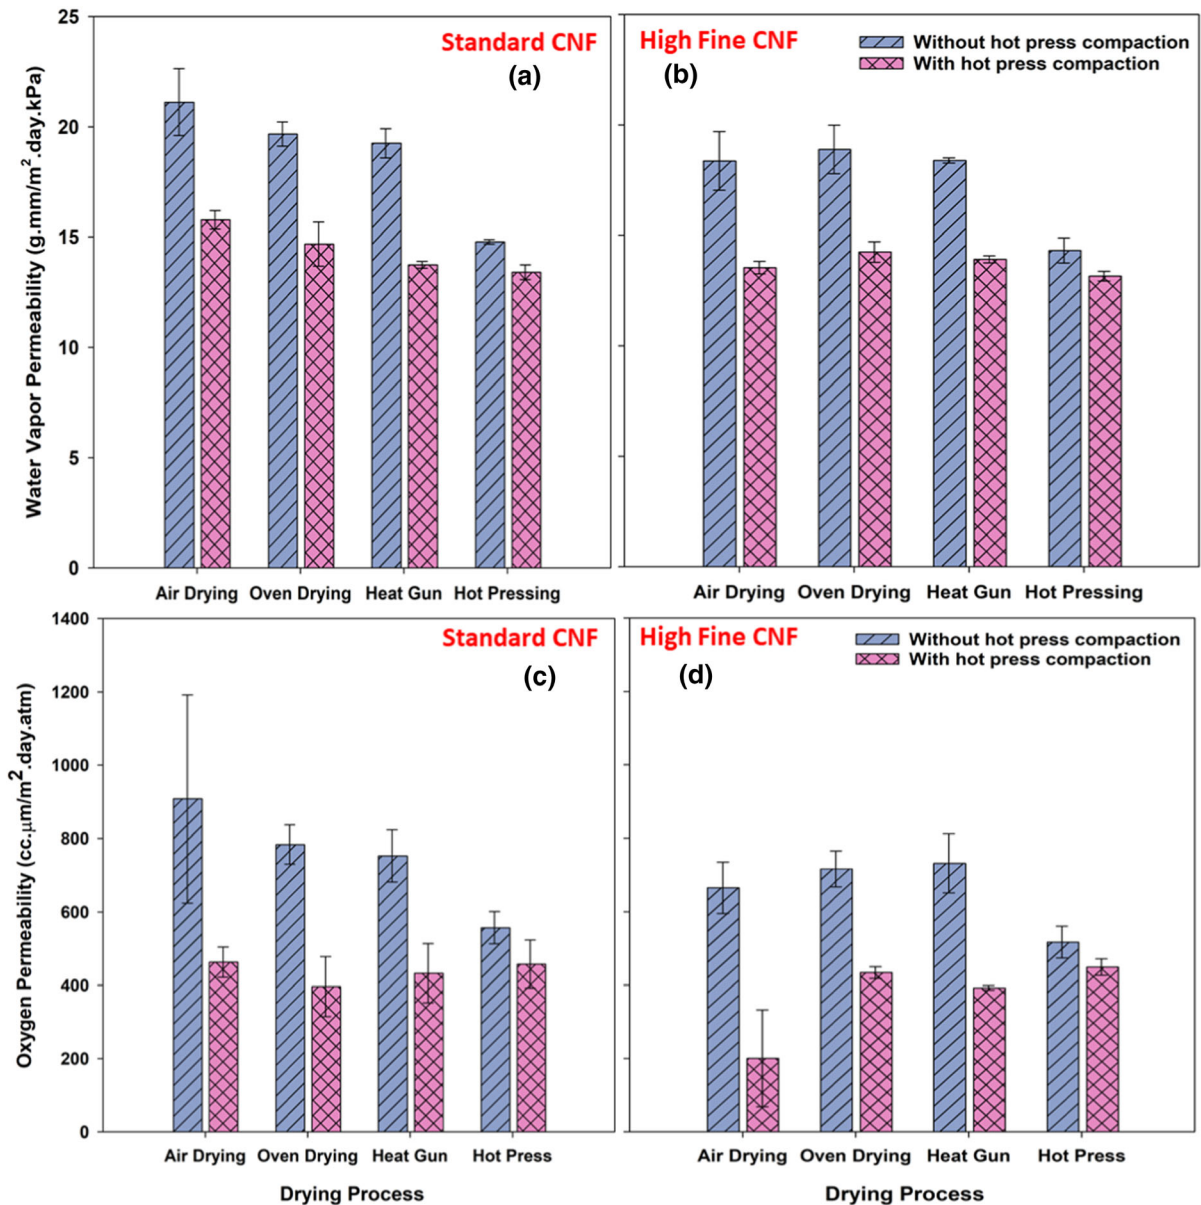 Water Vapor Permeability (g.mm/m².day.kPa)
25
20
15
10
5
0
Standard CNF
(a)
Air Drying Oven Drying Heat Gun Hot Pressing
High Fine CNF
(b)
Without hot press compaction
With hot press compaction
Air Drying Oven Drying Heat Gun Hot Pressing
Oxygen Permeability (cc.μm/m².day.atm)
1400
1200
1000
800
600
400
200
0
Standard CNF
(c)
Air Drying Oven Drying Heat Gun Hot Press
Drying Process
High Fine CNF
(d)
Without hot press compaction
With hot press compaction
Air Drying Oven Drying Heat Gun Hot Press
Drying Process